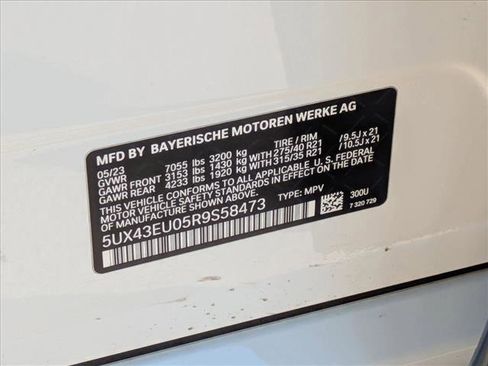 MFD BY BAYERISCHE MOTOREN WERKE AG
05/23 TIRE / RIM
GVWR 7055 lbs 3200 kg
GAWR FRONT 3153 lbs 1430 kg WITH 275/40 R21 / 9.5J x 21
GAWR REAR 4233 lbs 1920 kg WITH 315/35 R21 / 10.5J x 21
THIS VEHICLE CONFORMS TO ALL APPLICABLE U. S. FEDERAL
MOTOR VEHICLE SAFETY STANDARDS IN EFFECT ON THE DATE
OF MANUFACTURE SHOWN ABOVE.
5UX43EU05R9S58473 TYPE: MPV 300U
7 320 729